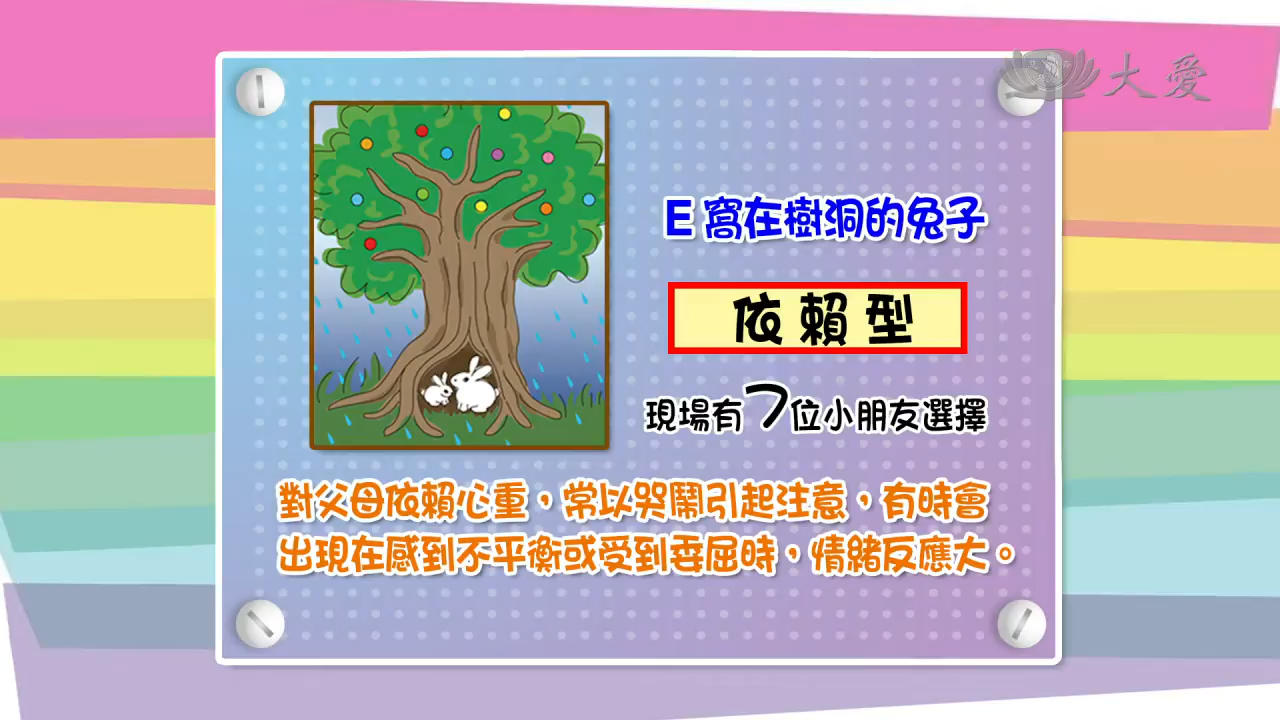 大愛
E 窩在樹洞的兔子
依賴型
現場有7位小朋友選擇
對父母依賴心重，常以哭鬧引起注意，有時會
出現在感到不平衡或受到委屈時，情緒反應大。